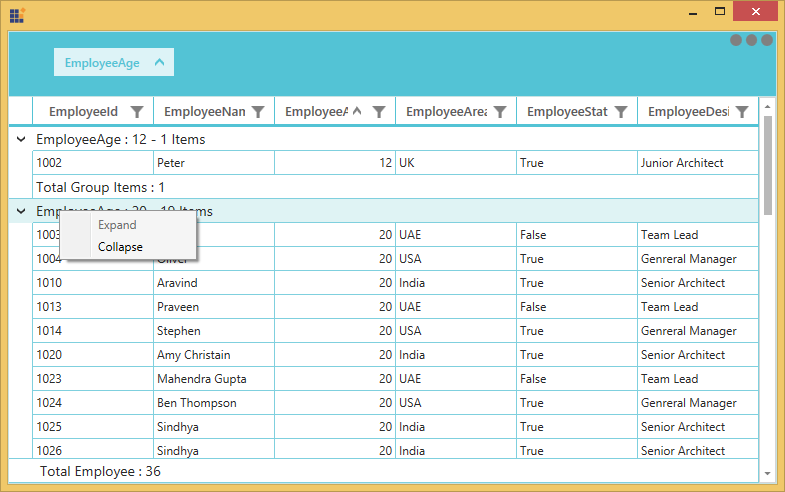 EmployeeAge
EmployeeId EmployeeNam EmployeeA EmployeeArea EmployeeStat EmployeeDesi
EmployeeAge : 12 - 1 Items
1002 Peter 12 UK True Junior Architect
Total Group Items : 1
EmployeeAge : 20 - 19 Items
Expand
Collapse
1003 20 UAE False Team Lead
1004 Oliver 20 USA True Genreral Manager
1010 Aravind 20 India True Senior Architect
1013 Praveen 20 UAE False Team Lead
1014 Stephen 20 USA True Genreral Manager
1020 Amy Christain 20 India True Senior Architect
1023 Mahendra Gupta 20 UAE False Team Lead
1024 Ben Thompson 20 USA True Genreral Manager
1025 Sindhya 20 India True Senior Architect
1026 Sindhya 20 India True Senior Architect
Total Employee : 36